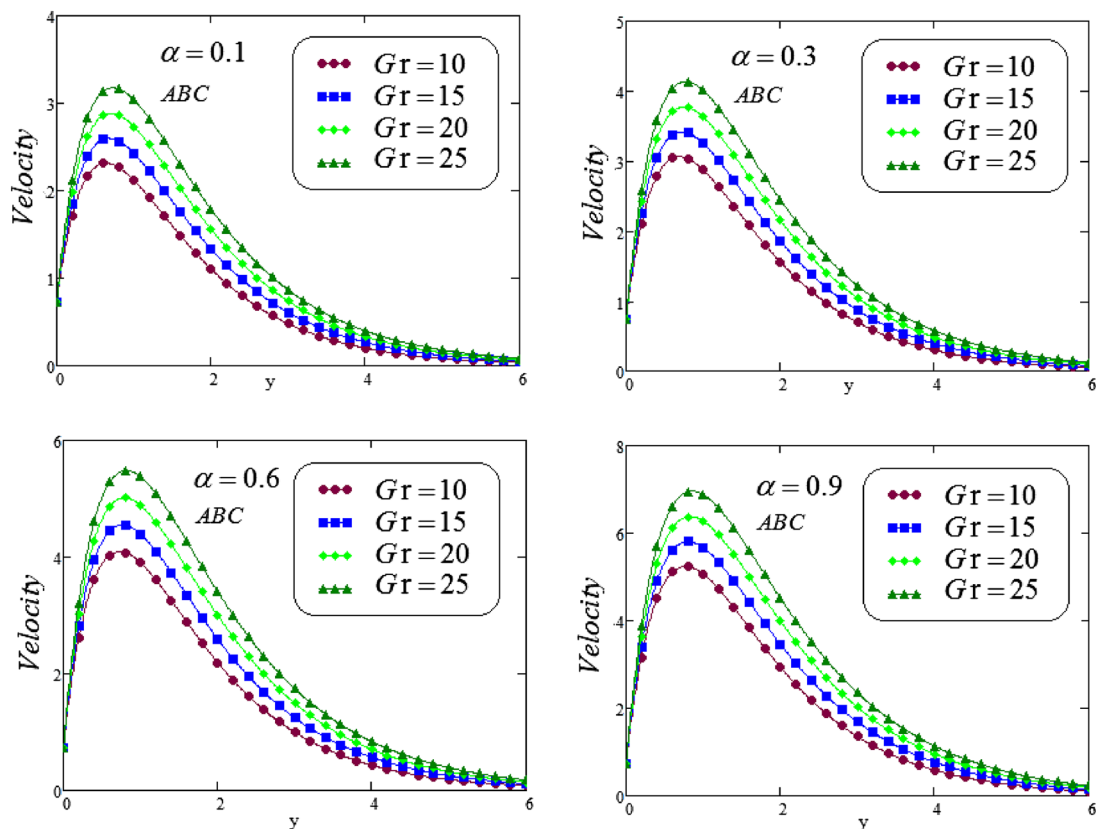 4
α = 0.1
ABC
Gr = 10
Gr = 15
Gr = 20
Gr = 25
3
2
1
0
Velocity
0 2 4 6
y
5
α = 0.3
ABC
Gr = 10
Gr = 15
Gr = 20
Gr = 25
4
3
2
1
0
Velocity
0 2 4 6
y
6
α = 0.6
ABC
Gr = 10
Gr = 15
Gr = 20
Gr = 25
4
2
0
Velocity
0 2 4 6
y
8
α = 0.9
ABC
Gr = 10
Gr = 15
Gr = 20
Gr = 25
6
4
2
0
Velocity
0 2 4 6
y